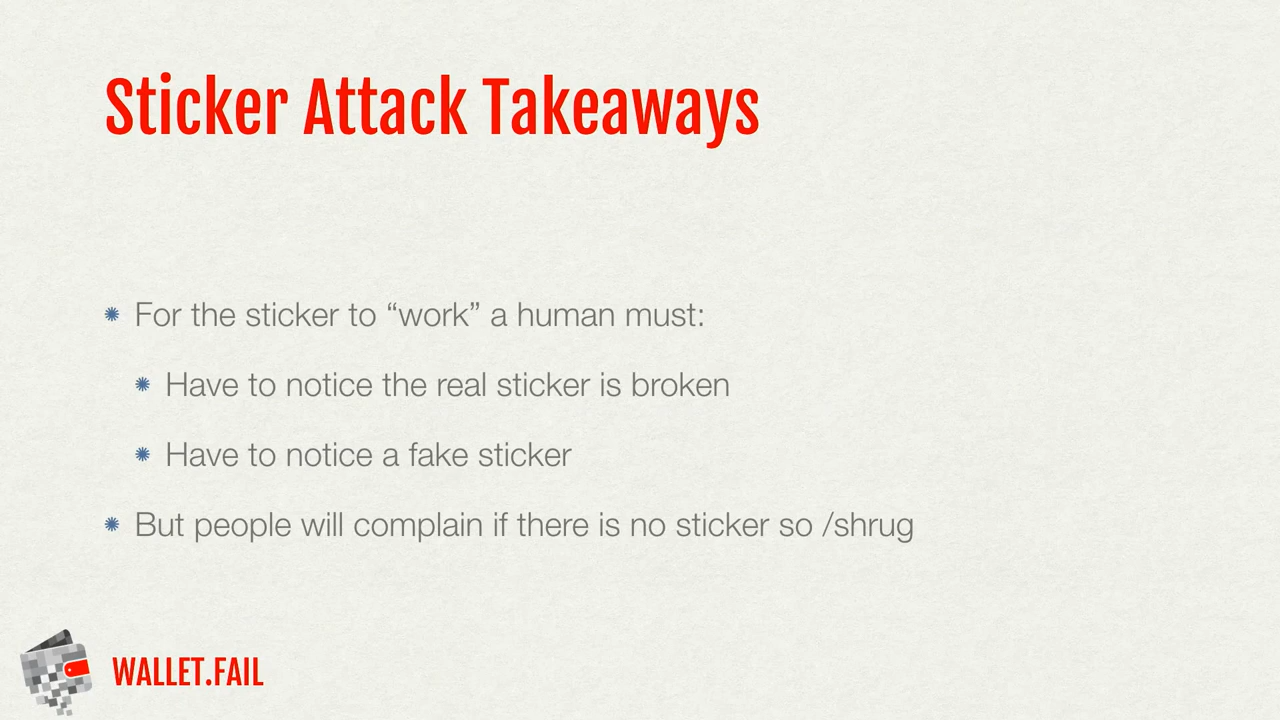 Sticker Attack Takeaways
For the sticker to “work” a human must:
Have to notice the real sticker is broken
Have to notice a fake sticker
But people will complain if there is no sticker so /shrug
WALLET.FAIL